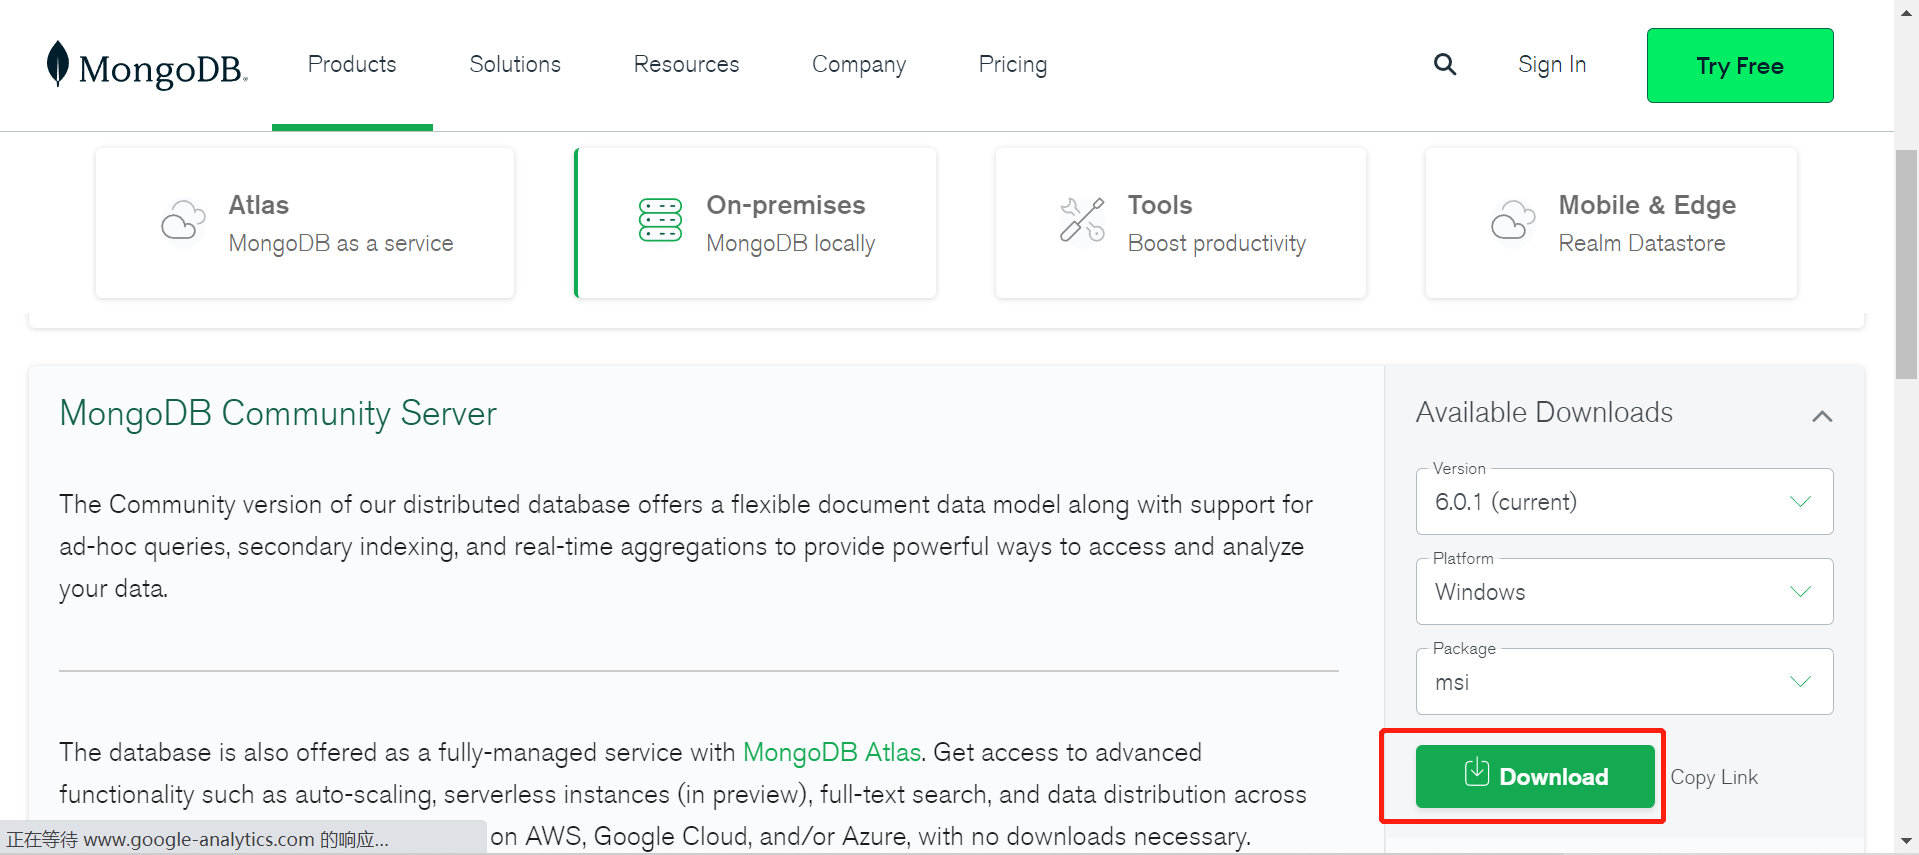 MongoDB®
Products
Solutions
Resources
Company
Pricing
Sign In
Try Free
Atlas
MongoDB as a service
On-premises
MongoDB locally
Tools
Boost productivity
Mobile & Edge
Realm Datastore
MongoDB Community Server
The Community version of our distributed database offers a flexible document data model along with support for
ad-hoc queries, secondary indexing, and real-time aggregations to provide powerful ways to access and analyze
your data.
The database is also offered as a fully-managed service with MongoDB Atlas. Get access to advanced
functionality such as auto-scaling, serverless instances (in preview), full-text search, and data distribution across
on AWS, Google Cloud, and/or Azure, with no downloads necessary.
Available Downloads
Version
6.0.1 (current)
Platform
Windows
Package
msi
Download
Copy Link
正在等待 www.google-analytics.com 的响应...